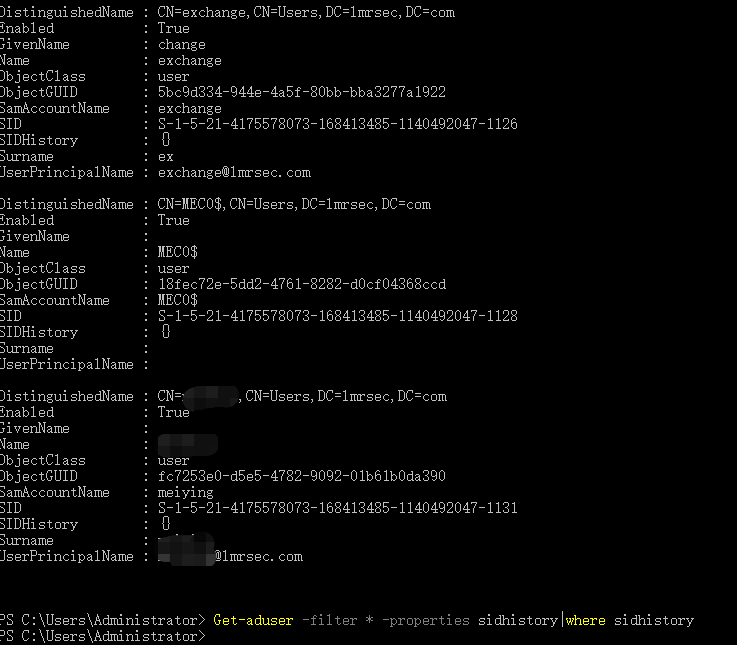 DistinguishedName : CN=exchange,CN=Users,DC=1mrsec,DC=com
Enabled : True
GivenName : change
Name : exchange
ObjectClass : user
ObjectGUID : 5bc9d334-944e-4a5f-80bb-bba3277a1922
SamAccountName : exchange
SID : S-1-5-21-4175578073-168413485-1140492047-1126
SIDHistory : {}
Surname : ex
UserPrincipalName : exchange@1mrsec.com
DistinguishedName : CN=MEC0$,CN=Users,DC=1mrsec,DC=com
Enabled : True
GivenName :
Name : MEC0$
ObjectClass : user
ObjectGUID : 18fec72e-5dd2-4761-8282-d0cf04368ccd
SamAccountName : MEC0$
SID : S-1-5-21-4175578073-168413485-1140492047-1128
SIDHistory : {}
Surname :
UserPrincipalName :
DistinguishedName : CN= ,CN=Users,DC=1mrsec,DC=com
Enabled : True
GivenName :
Name :
ObjectClass : user
ObjectGUID : fc7253e0-d5e5-4782-9092-01b61b0da390
SamAccountName : meiying
SID : S-1-5-21-4175578073-168413485-1140492047-1131
SIDHistory : {}
Surname :
UserPrincipalName : @1mrsec.com
PS C:\Users\Administrator> Get-aduser -filter * -properties sidhistory|where sidhistory
PS C:\Users\Administrator>